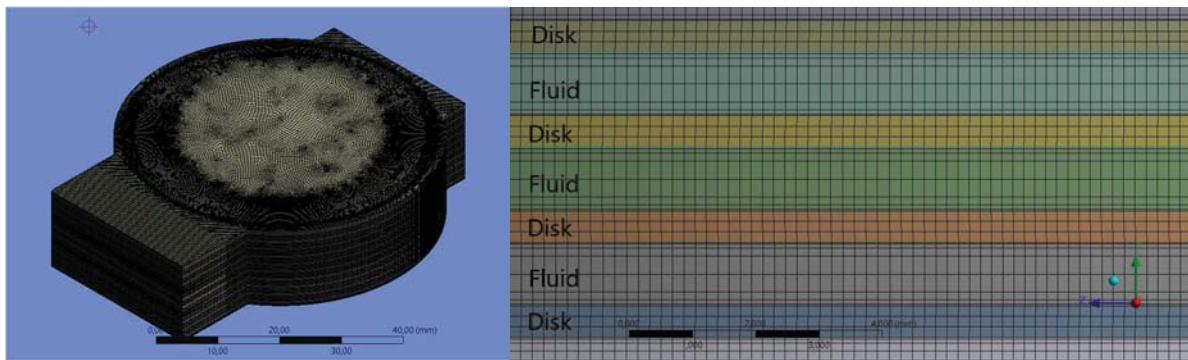 0,00
20,00
40,00 (mm)
10,00
30,00
Disk
Fluid
Disk
Fluid
Disk
Fluid
Disk
0,000
2,000
4,000 (mm)
,000
3,000
Z